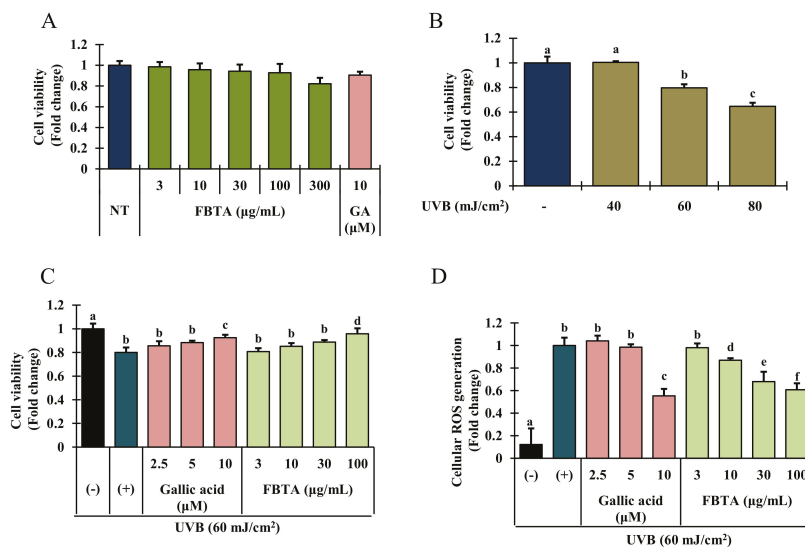 A
Cell viability
(Fold change)
1.2
1
0.8
0.6
0.4
0.2
0
3 10 30 100 300 10
NT FBTA (μg/mL) GA
(μM)
B
Cell viability
(Fold change)
1.2
1
0.8
0.6
0.4
0.2
0
a a b c
UVB (mJ/cm²) - 40 60 80
C
Cell viability
(Fold change)
1.2
1
0.8
0.6
0.4
0.2
0
a b b b c b b b d
2.5 5 10 3 10 30 100
(-) (+) Gallic acid FBTA (μg/mL)
(μM)
UVB (60 mJ/cm²)
D
Cellular ROS generation
(Fold change)
1.2
1
0.8
0.6
0.4
0.2
0
a b b b c b d e f
2.5 5 10 3 10 30 100
(-) (+) Gallic acid FBTA (μg/mL)
(μM)
UVB (60 mJ/cm²)